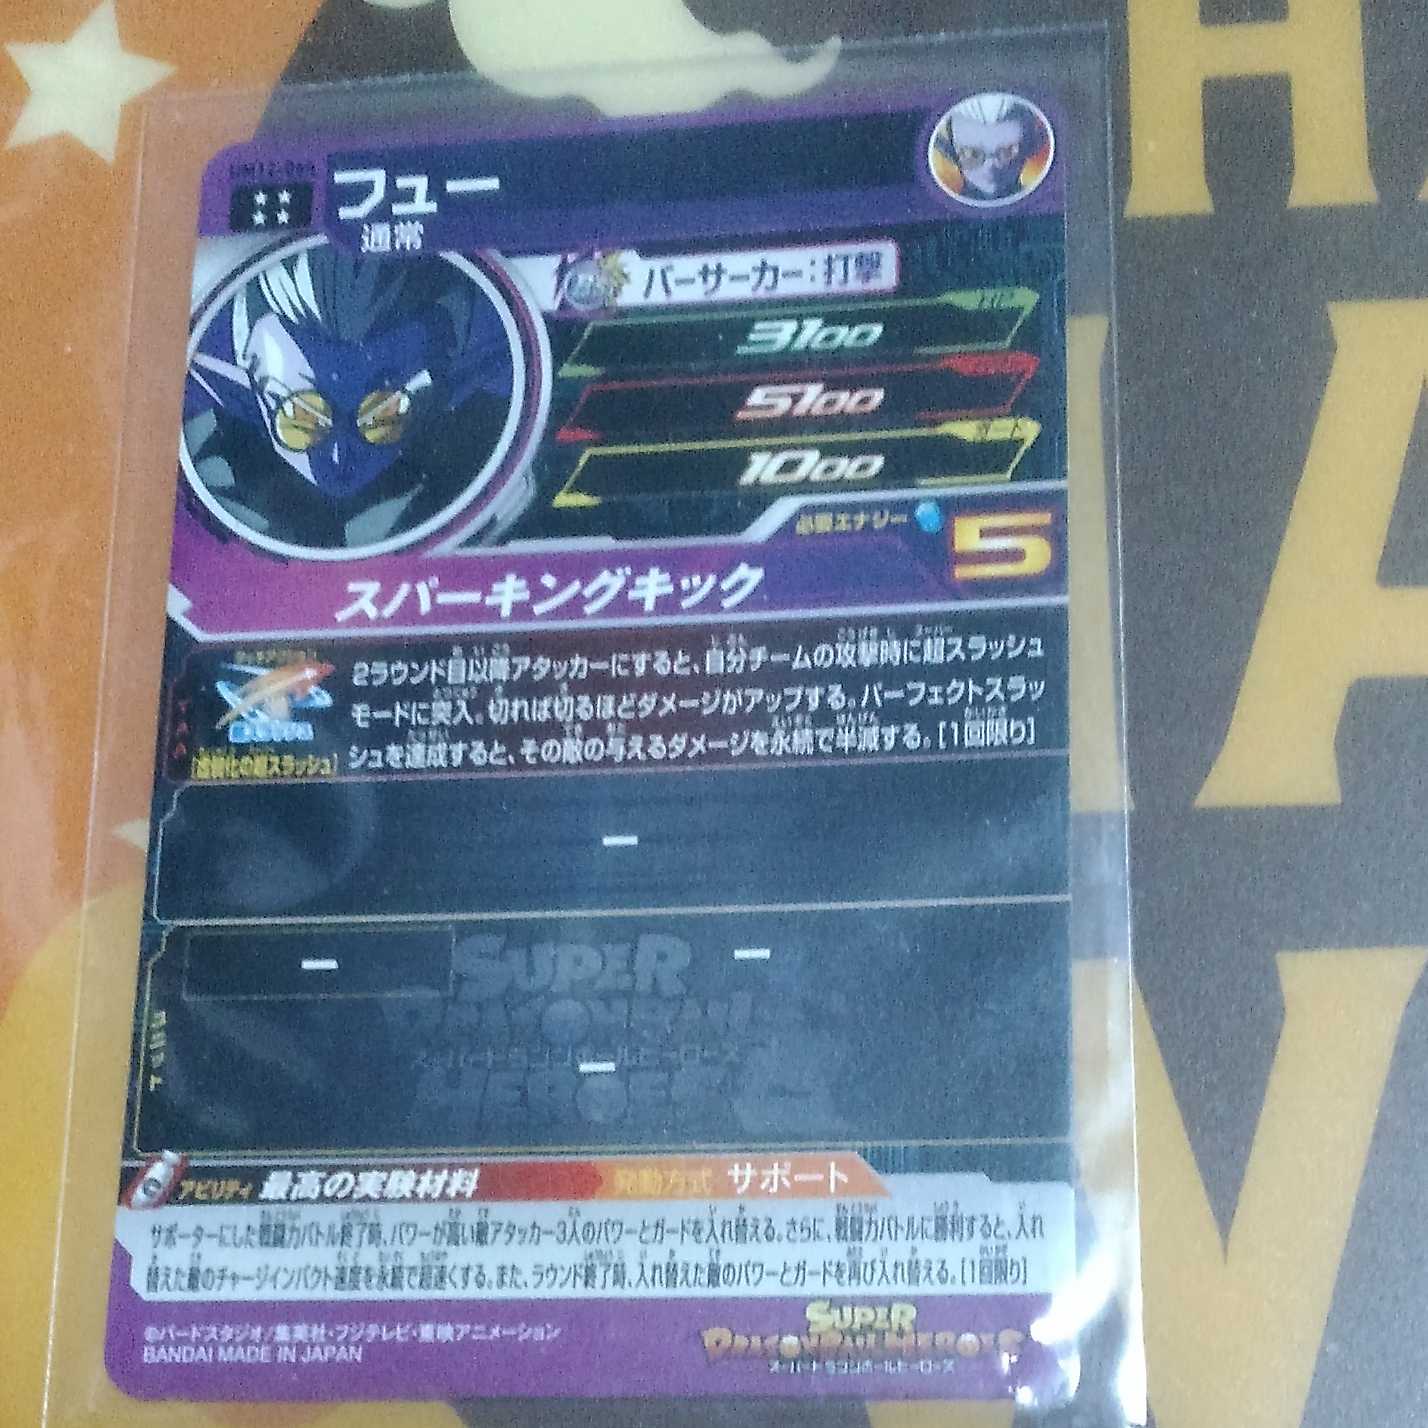 フュー
通常
バーサーカー:打撃
3100
5100
ガード
1000
必要エナジー
5
スパーキングキック
2ラウンド目以降アタッカーにすると、自分チームの攻撃時に超スラッシュ
モードに突入。切れば切るほどダメージがアップする。パーフェクトスラッ
シュを達成すると、その敵の与えるダメージを永続で半減する。[1回限り]
SUPER
DRAGONBALL
スーパードラゴンボールヒーローズ
HEROES
アビリティ 最高の実験材料 発動方式 サポート
サポーターにした戦闘力バトル終了時、パワーが高い敵アタッカー3人のパワーとガードを入れ替える。さらに、戦闘力バトルに勝利すると、入れ
替えた敵のチャージインパクト速度を永続で超速くする。また、ラウンド終了時、入れ替えた敵のパワーとガードを再び入れ替える。[1回限り]
©バードスタジオ/集英社・フジテレビ・東映アニメーション
BANDAI MADE IN JAPAN
SUPER
DRAGONBALL HEROES
スーパードラゴンボールヒーローズ